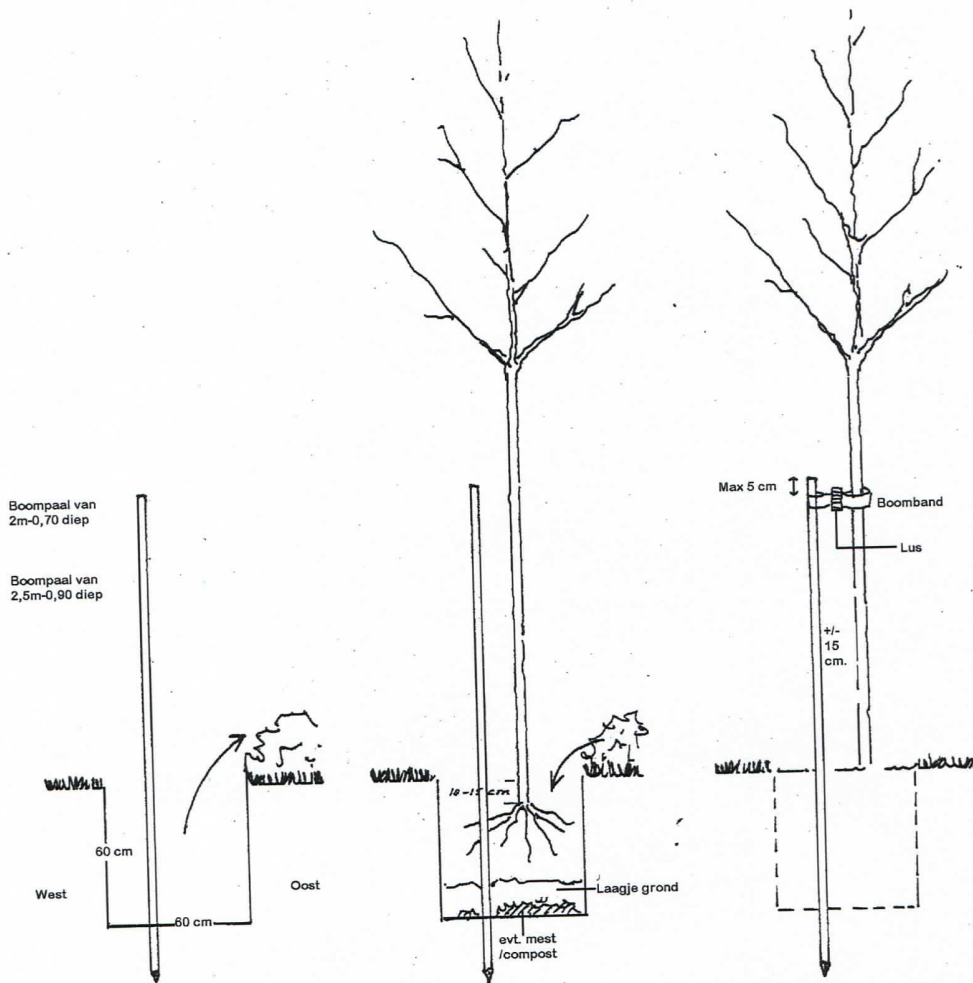 Boompaal van
2m-0,70 diep
Boompaal van
2,5m-0,90 diep
60 cm
West
Oost
60 cm
10-15 cm
Laagje grond
evt. mest
/compost
Max 5 cm
Boomband
Lus
+/-
15
cm.